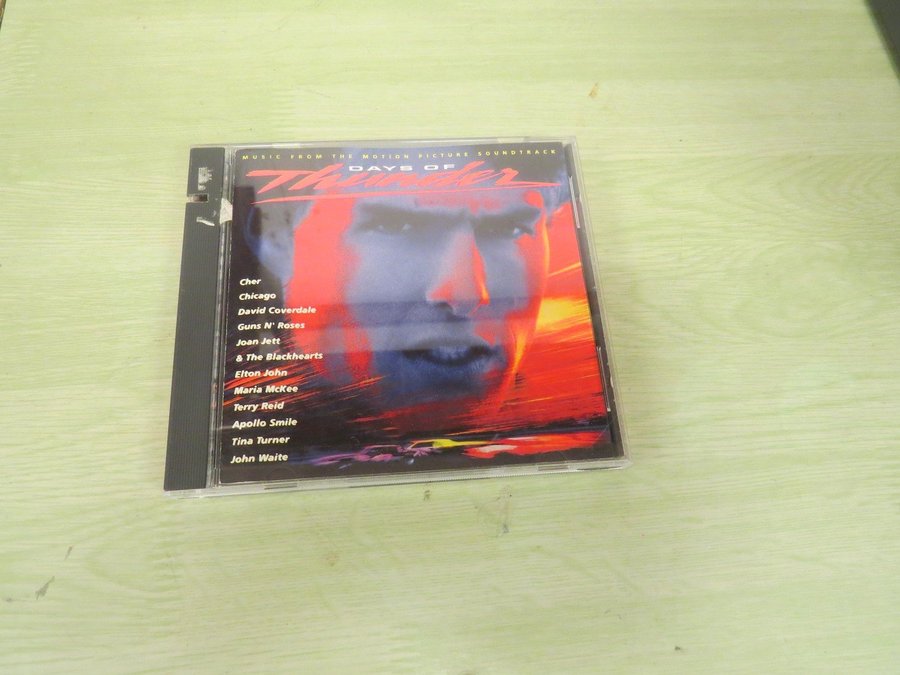 MUSIC FROM THE MOTION PICTURE SOUNDTRACK
DAYS OF
Thunder
Cher
Chicago
David Coverdale
Guns N' Roses
Joan Jett
& The Blackhearts
Elton John
Maria McKee
Terry Reid
Apollo Smile
Tina Turner
John Waite